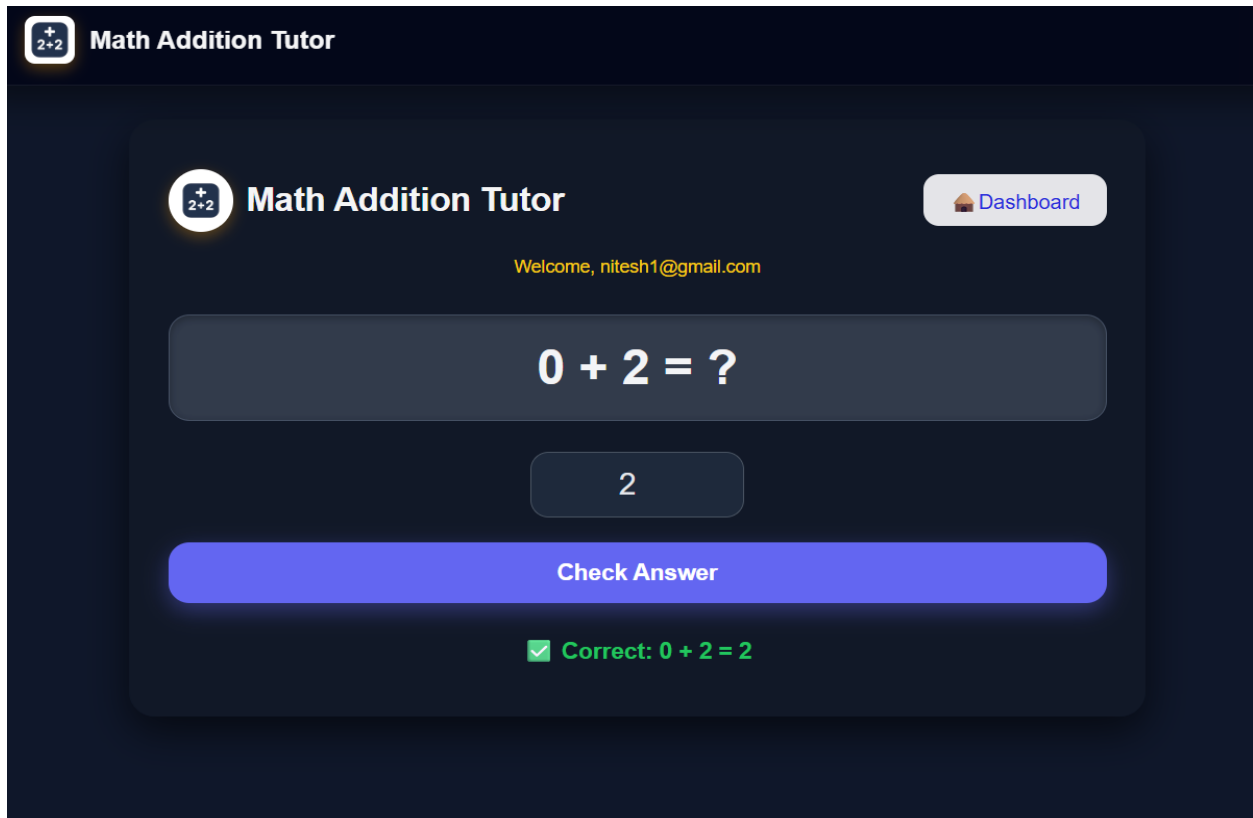 +
2+2
Math Addition Tutor
+
2+2
Math Addition Tutor
Dashboard
Welcome, nitesh1@gmail.com
0 + 2 = ?
2
Check Answer
✅ Correct: 0 + 2 = 2